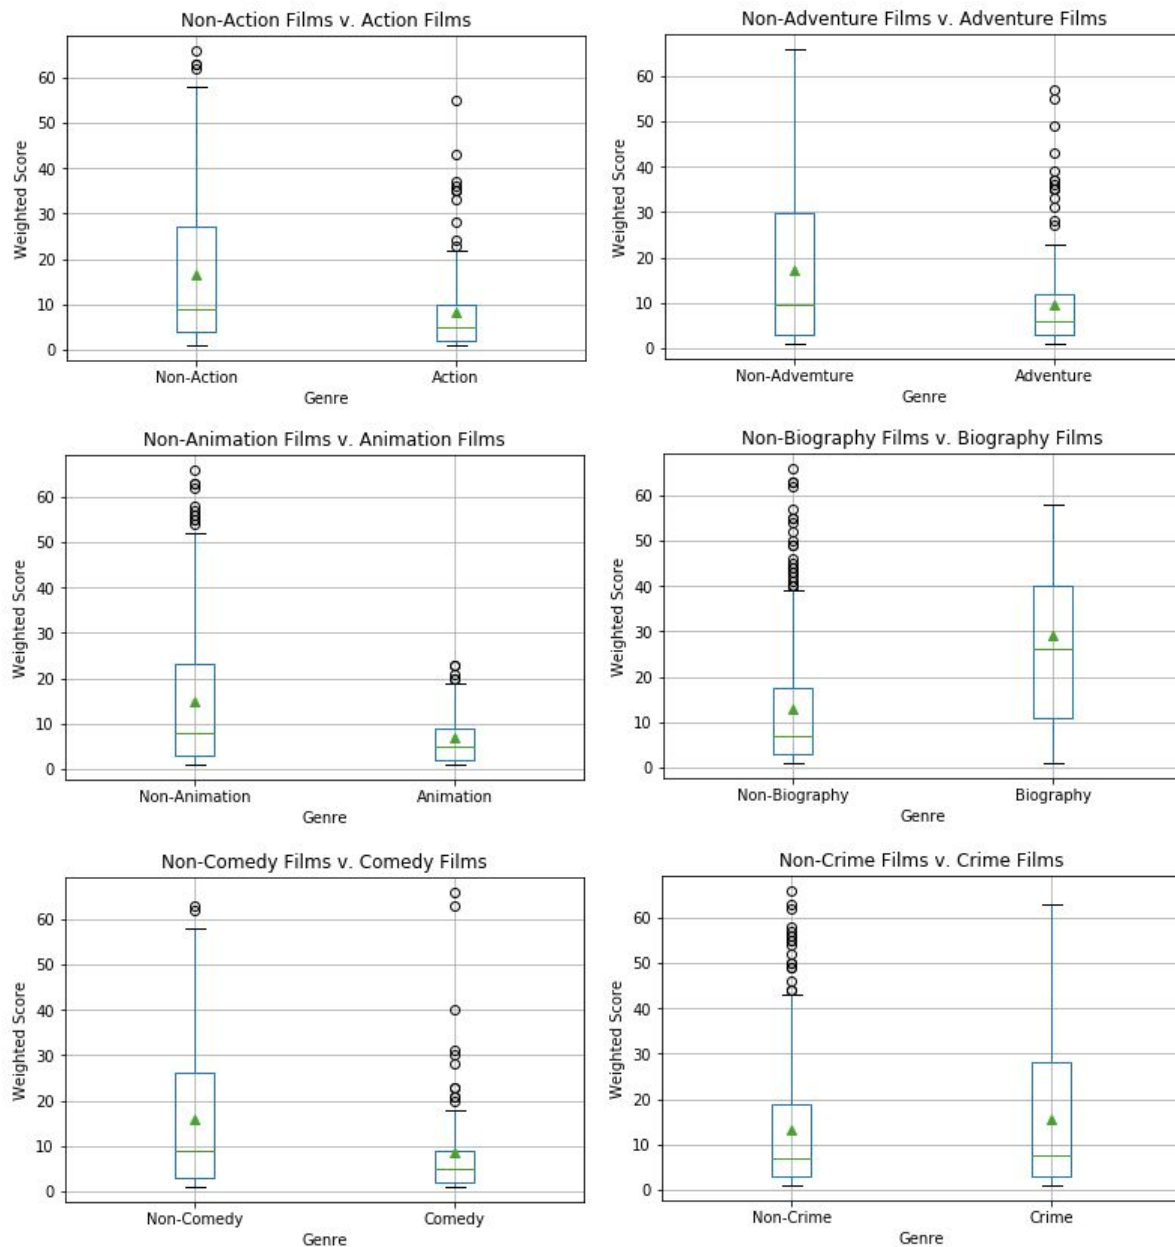 Non-Action Films v. Action Films
Weighted Score
60
50
40
30
20
10
0
Non-Action Action
Genre
Non-Adventure Films v. Adventure Films
Weighted Score
60
50
40
30
20
10
0
Non-Advemture Adventure
Genre
Non-Animation Films v. Animation Films
Weighted Score
60
50
40
30
20
10
0
Non-Animation Animation
Genre
Non-Biography Films v. Biography Films
Weighted Score
60
50
40
30
20
10
0
Non-Biography Biography
Genre
Non-Comedy Films v. Comedy Films
Weighted Score
60
50
40
30
20
10
0
Non-Comedy Comedy
Genre
Non-Crime Films v. Crime Films
Weighted Score
60
50
40
30
20
10
0
Non-Crime Crime
Genre